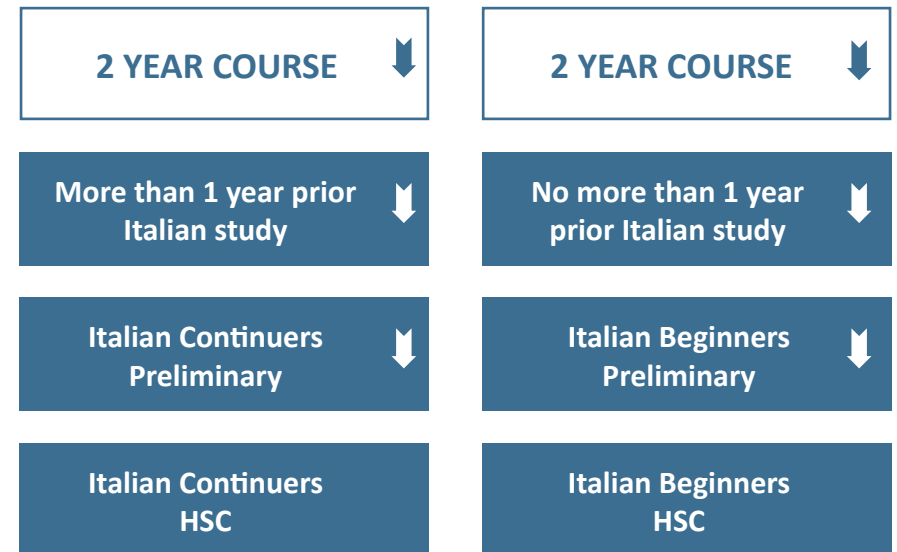 2 YEAR COURSE
More than 1 year prior
Italian study
Italian Continuers
Preliminary
Italian Continuers
HSC
2 YEAR COURSE
No more than 1 year
prior Italian study
Italian Beginners
Preliminary
Italian Beginners
HSC